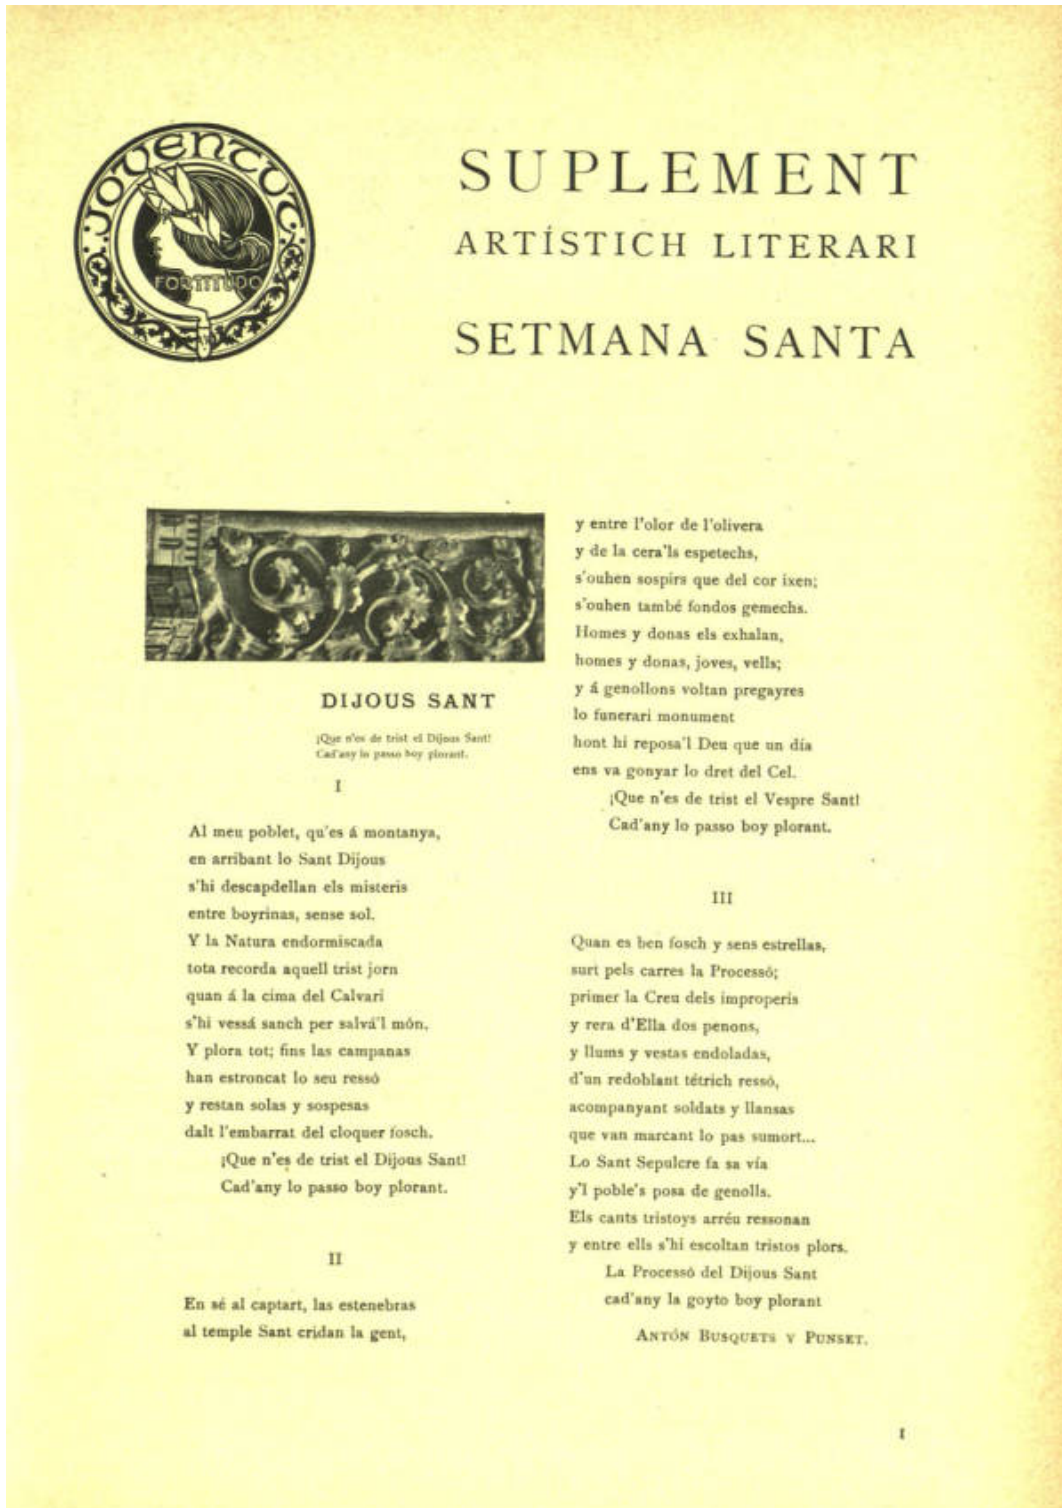 JOVENTUT
FORTITUDO
SUPLEMENT
ARTÍSTICH LITERARI
SETMANA SANTA
DIJOUS SANT
¡Que n'es de trist el Dijous Sant!
Cad'any lo passo boy plorant.
I
Al meu poblet, qu'es á montanya,
en arribant lo Sant Dijous
s'hi descapdellan els misteris
entre boyrinas, sense sol.
Y la Natura endormiscada
tota recorda aquell trist jorn
quan á la cima del Calvari
s'hi vessá sanch per salvá'l món.
Y plora tot; fins las campanas
han estroncat lo seu ressó
y restan solas y sospesas
dalt l'embarrat del cloquer fosch.
¡Que n'es de trist el Dijous Sant!
Cad'any lo passo boy plorant.
II
En sé al captart, las estenebras
al temple Sant cridan la gent,
y entre l'olor de l'olivera
y de la cera'ls espetechs,
s'ouhen sospirs que del cor ixen;
s'ouhen també fondos gemechs.
Homes y donas els exhalan,
homes y donas, joves, vells;
y á genollons voltan pregayres
lo funerari monument
hont hi reposa'l Deu que un día
ens va gonyar lo dret del Cel.
¡Que n'es de trist el Vespre Sant!
Cad'any lo passo boy plorant.
III
Quan es ben fosch y sens estrellas,
surt pels carres la Processó;
primer la Creu dels improperis
y rera d'Ella dos penons,
y llums y vestas endoladas,
d'un redoblant tétrich ressó,
acompanyant soldats y llansas
que van marcant lo pas sumort...
Lo Sant Sepulcre fa sa vía
y'l poble's posa de genolls.
Els cants tristoys arréu ressonan
y entre ells s'hi escoltan tristos plors.
La Processó del Dijous Sant
cad'any la goyto boy plorant
ANTÓN BUSQUETS Y PUNSET.
I